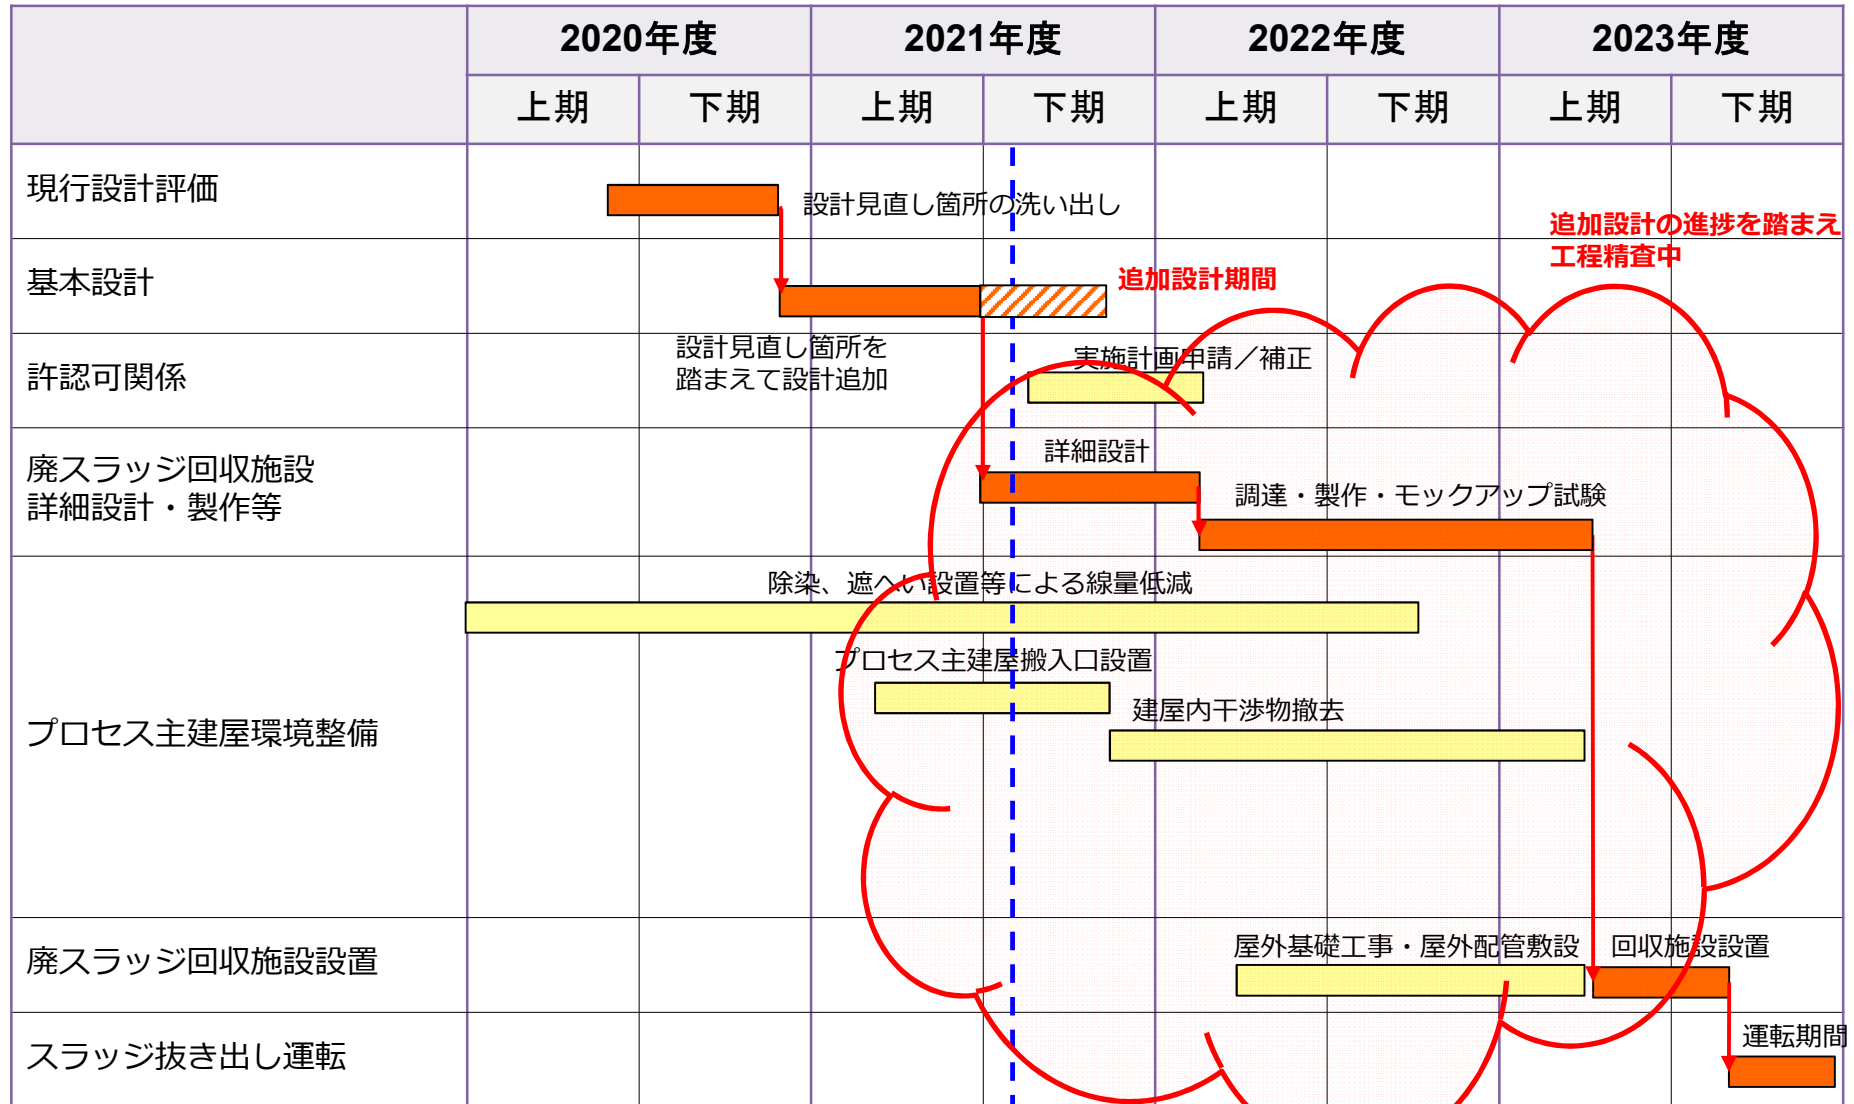 2020年度 2021年度 2022年度 2023年度
上期 下期 上期 下期 上期 下期 上期 下期
現行設計評価
設計見直し箇所の洗い出し
追加設計の進捗を踏まえ
工程精査中
基本設計
追加設計期間
設計見直し箇所を
踏まえて設計追加
許認可関係
実施計画申請／補正
廃スラッジ回収施設
詳細設計・製作等
詳細設計
調達・製作・モックアップ試験
プロセス主建屋環境整備
除染、遮へい設置等による線量低減
プロセス主建屋搬入口設置
建屋内干渉物撤去
廃スラッジ回収施設設置
屋外基礎工事・屋外配管敷設
回収施設設置
スラッジ抜き出し運転
運転期間